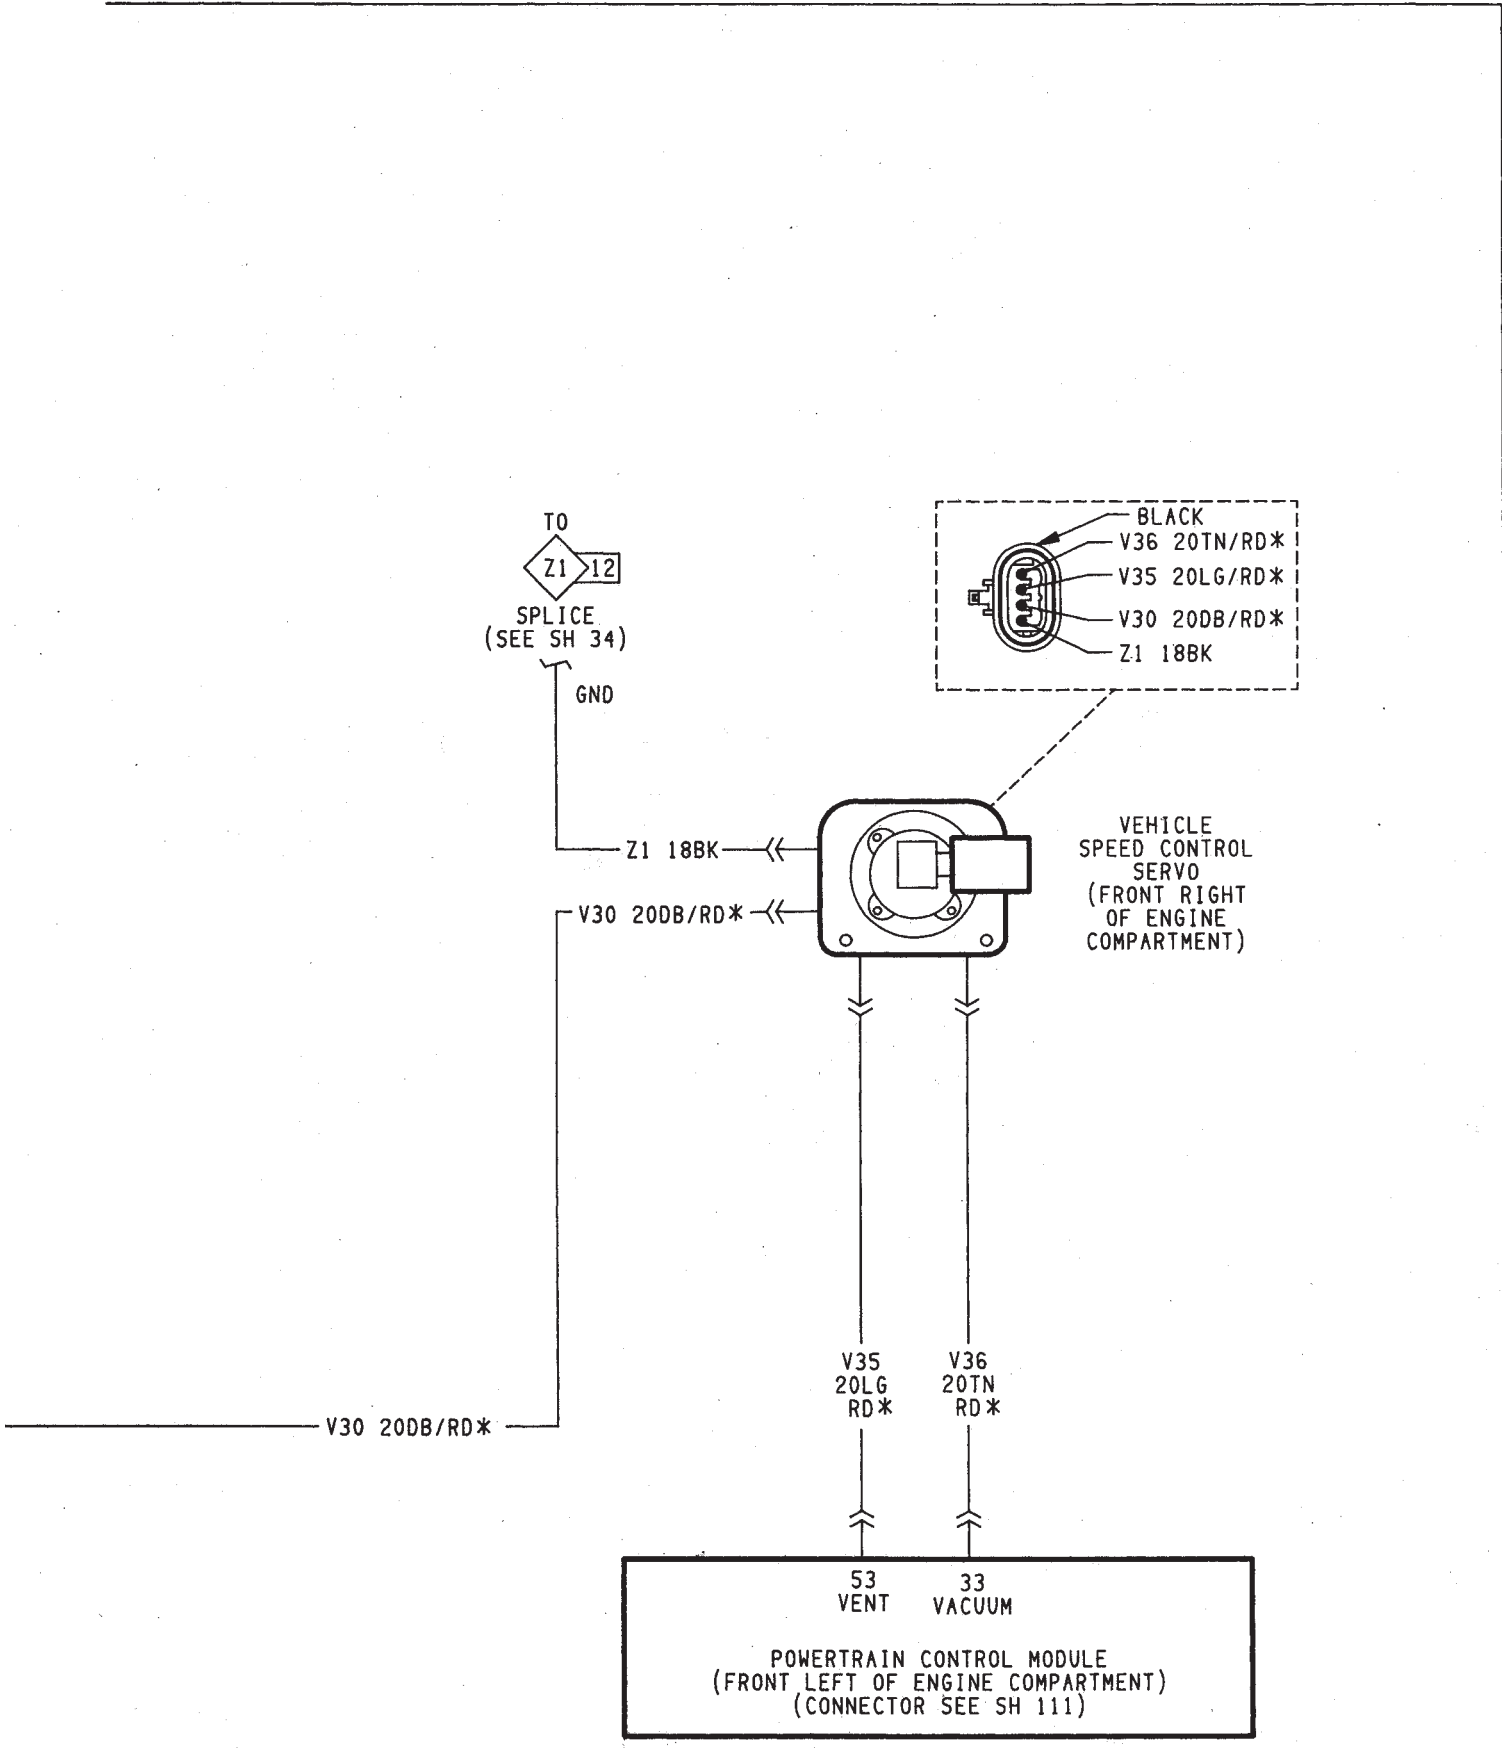 TO
Z1 12
SPLICE
(SEE SH 34)
GND
BLACK
V36 20TN/RD*
V35 20LG/RD*
V30 20DB/RD*
Z1 18BK
Z1 18BK
V30 20DB/RD*
VEHICLE
SPEED CONTROL
SERVO
(FRONT RIGHT
OF ENGINE
COMPARTMENT)
V35
20LG
RD*
V36
20TN
RD*
V30 20DB/RD*
53
VENT
33
VACUUM
POWERTRAIN CONTROL MODULE
(FRONT LEFT OF ENGINE COMPARTMENT)
(CONNECTOR SEE SH 111)